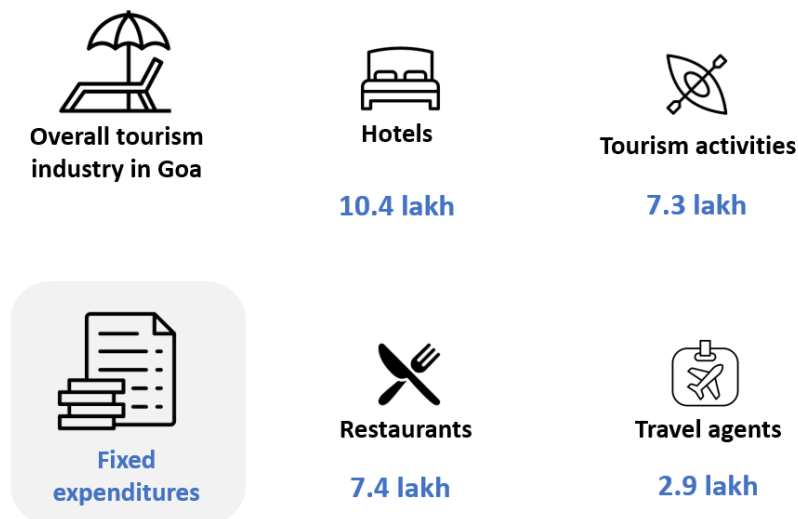 Overall tourism
industry in Goa
Hotels
10.4 lakh
Tourism activities
7.3 lakh
Fixed
expenditures
Restaurants
7.4 lakh
Travel agents
2.9 lakh